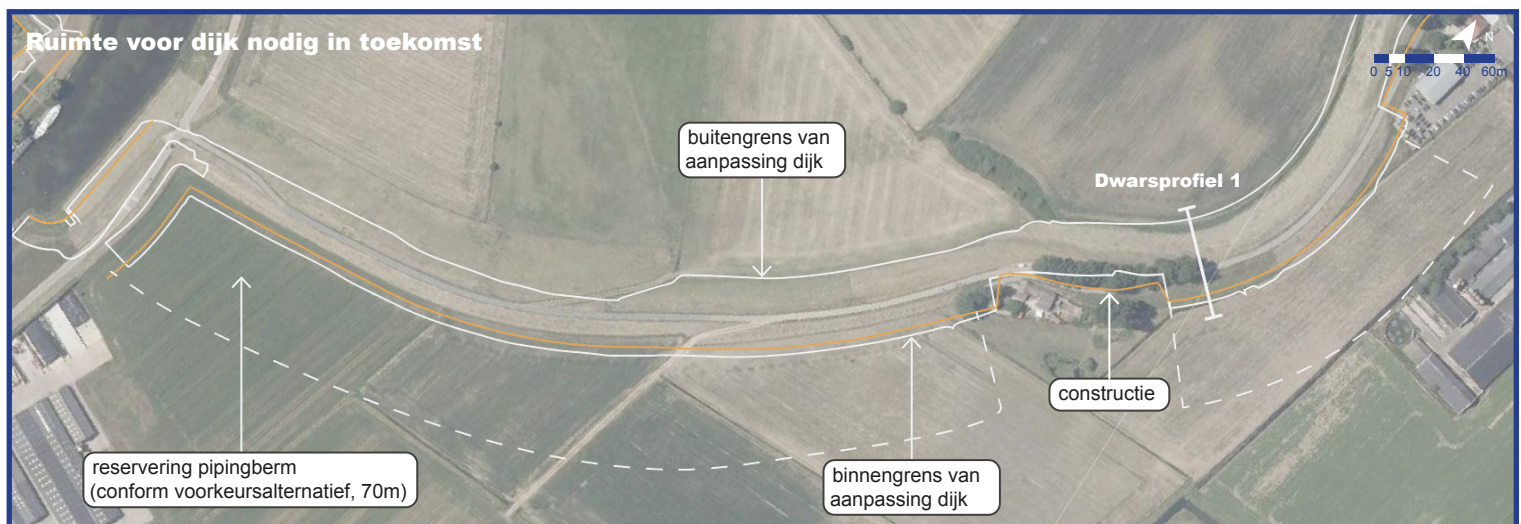 Ruimte voor dijk nodig in toekomst
N
0 5 10 20 40 60m
buitengrens van
aanpassing dijk
Dwarsprofiel 1
constructie
reservering pipingberm
(conform voorkeursalternatief, 70m)
binnengrens van
aanpassing dijk